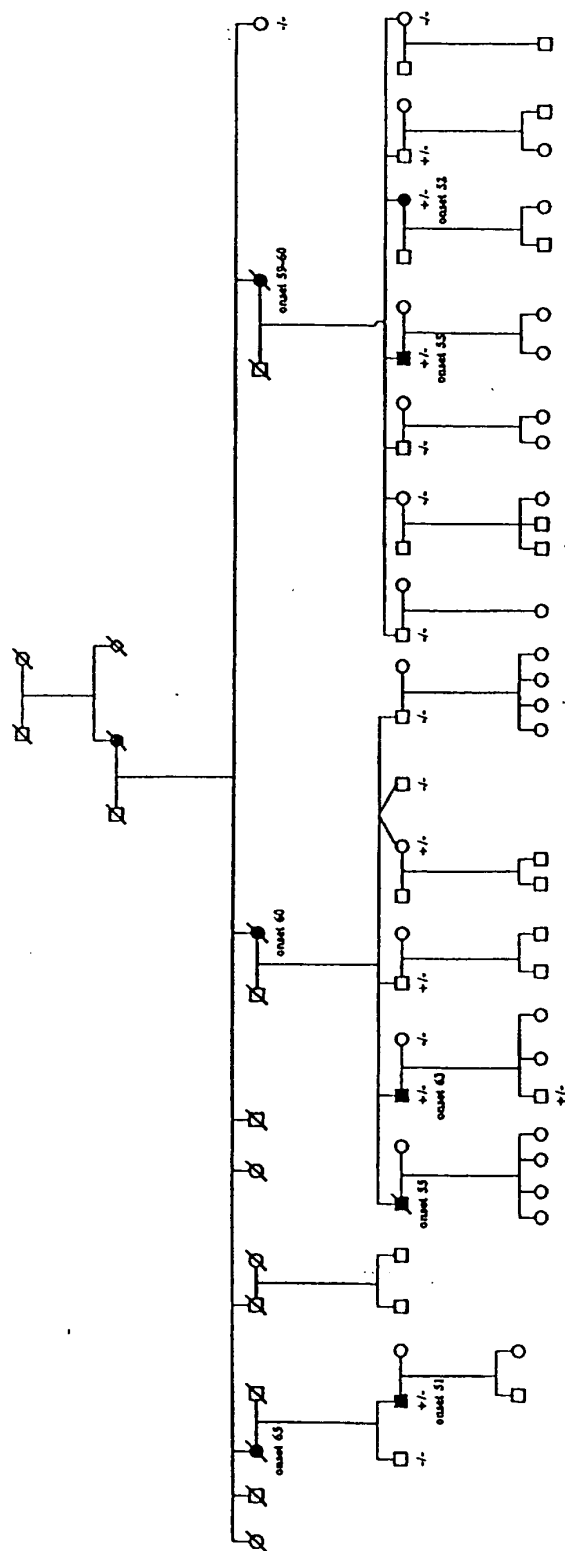 -/-
onset 65
onset 60
onset 59-60
-/-
+/-
onset 51
onset 55
+/-
onset 63
-/-
+/-
+/-
-/-
-/-
-/-
-/-
-/-
+/-
onset 55
+/-
onset 52
+/-
-/-
+/-